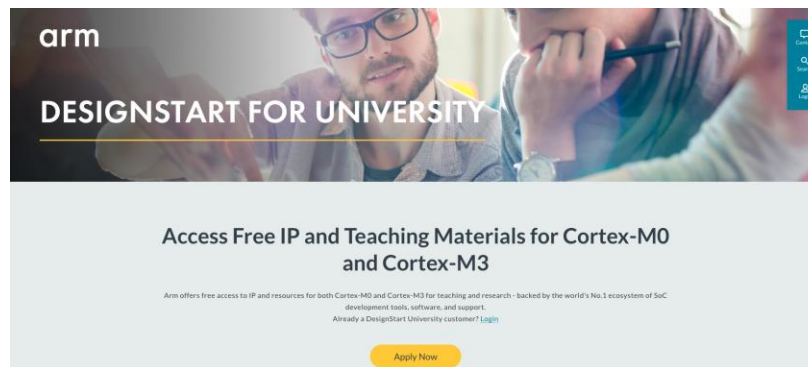 arm
DESIGNSTART FOR UNIVERSITY
Access Free IP and Teaching Materials for Cortex-M0
and Cortex-M3
Arm offers free access to IP and resources for both Cortex-M0 and Cortex-M3 for teaching and research - backed by the world's No.1 ecosystem of SoC
development tools, software, and support.
Already a DesignStart University customer? Login
Apply Now